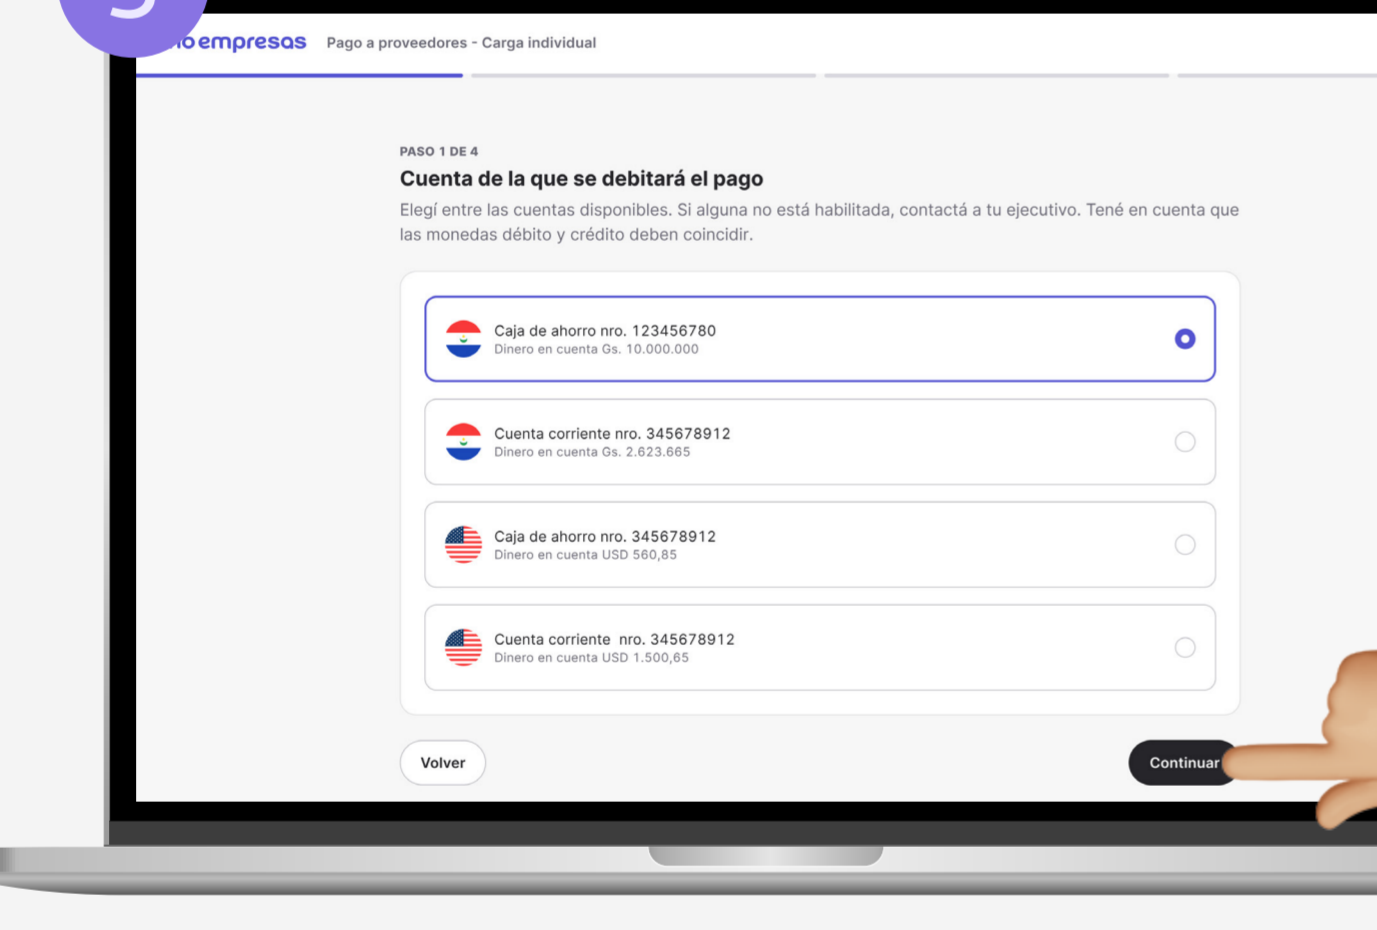 empresas Pago a proveedores - Carga individual
PASO 1 DE 4
Cuenta de la que se debitará el pago
Elegí entre las cuentas disponibles. Si alguna no está habilitada, contactá a tu ejecutivo. Tené en cuenta que
las monedas débito y crédito deben coincidir.
Caja de ahorro nro. 123456780
Dinero en cuenta Gs. 10.000.000
Cuenta corriente nro. 345678912
Dinero en cuenta Gs. 2.623.665
Caja de ahorro nro. 345678912
Dinero en cuenta USD 560,85
Cuenta corriente  nro. 345678912
Dinero en cuenta USD 1.500,65
Volver
Continuar